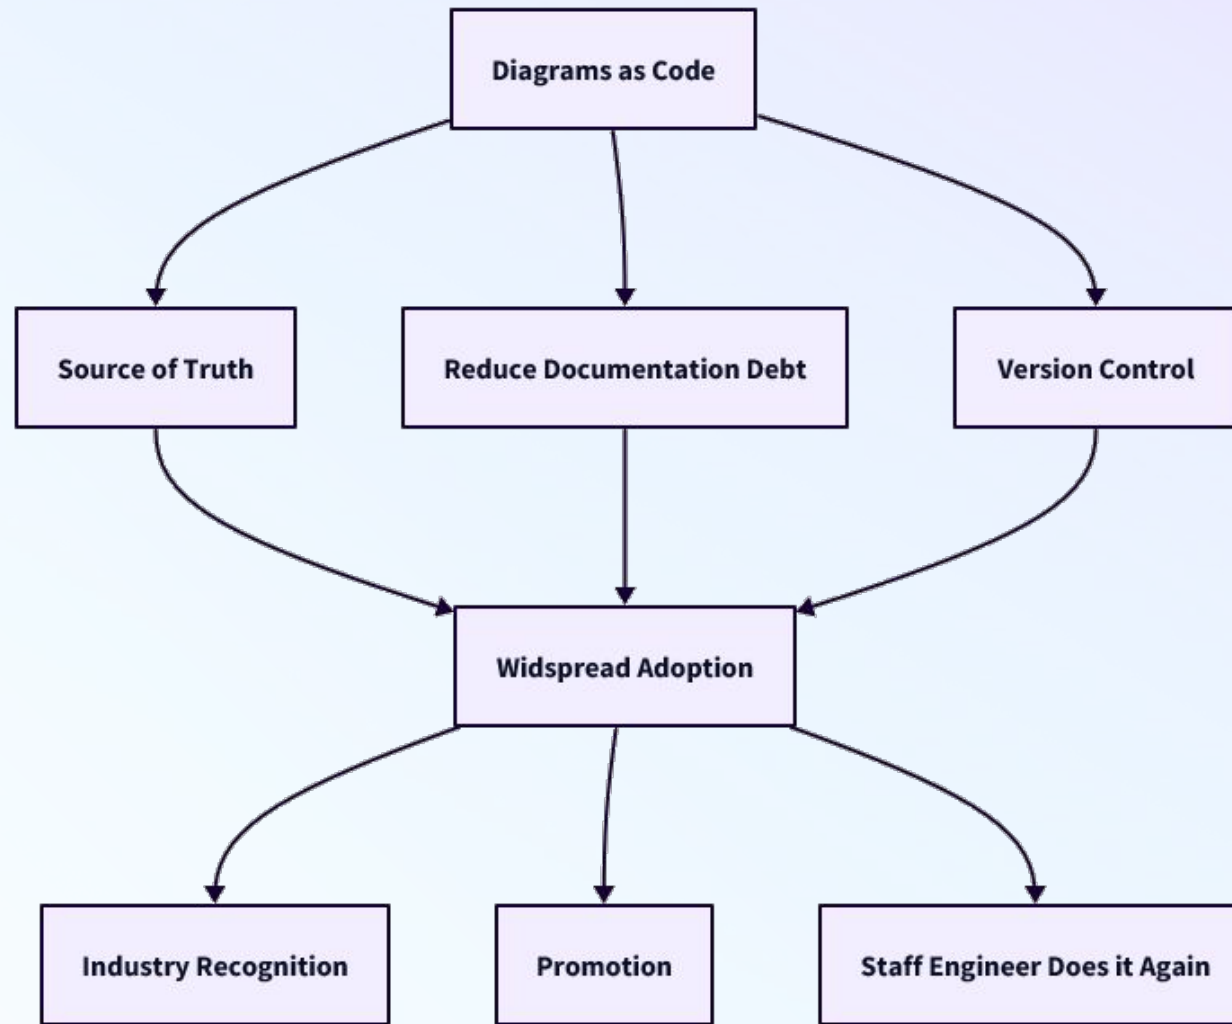 Diagrams as Code
Source of Truth
Reduce Documentation Debt
Version Control
Widspread Adoption
Industry Recognition
Promotion
Staff Engineer Does it Again